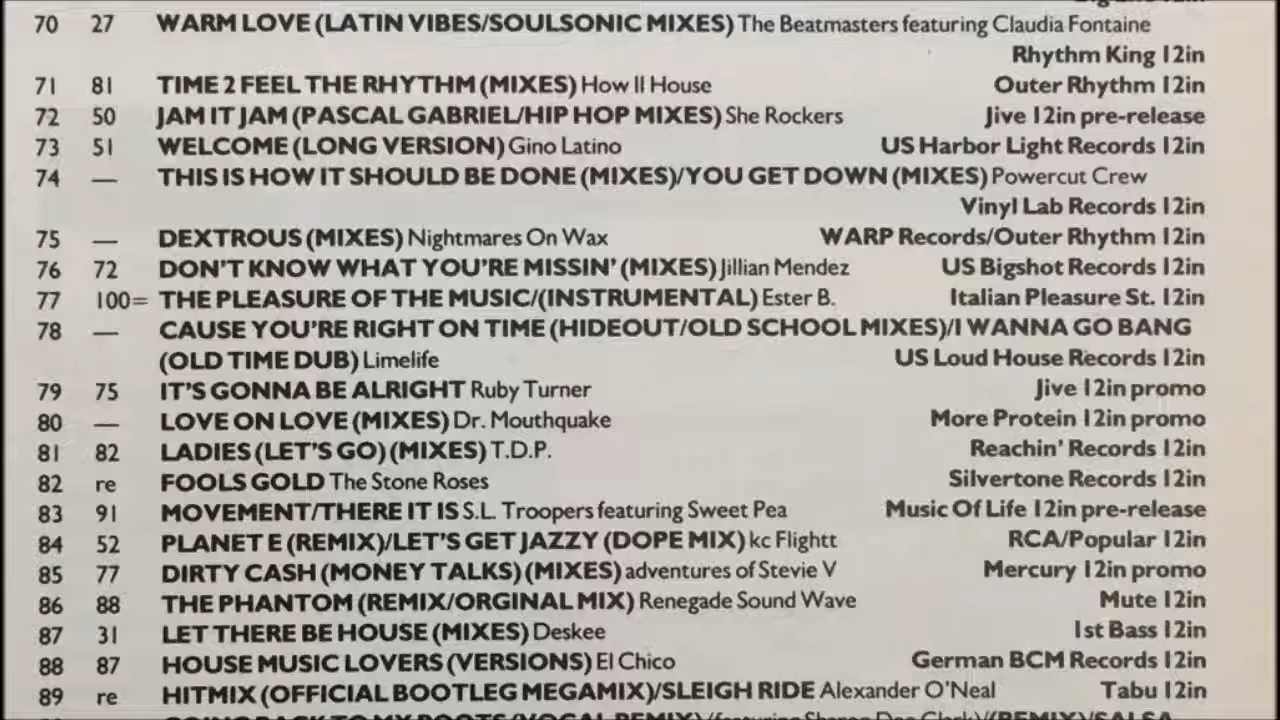 70 27 WARM LOVE (LATIN VIBES/SOULSONIC MIXES) The Beatmasters featuring Claudia Fontaine
Rhythm King 12in
71 81 TIME 2 FEEL THE RHYTHM (MIXES) How II House Outer Rhythm 12in
72 50 JAM IT JAM (PASCAL GABRIEL/HIP HOP MIXES) She Rockers Jive 12in pre-release
73 51 WELCOME (LONG VERSION) Gino Latino US Harbor Light Records 12in
74 — THIS IS HOW IT SHOULD BE DONE (MIXES)/YOU GET DOWN (MIXES) Powercut Crew
Vinyl Lab Records 12in
75 — DEXTROUS (MIXES) Nightmares On Wax WARP Records/Outer Rhythm 12in
76 72 DON'T KNOW WHAT YOU'RE MISSIN' (MIXES) Jillian Mendez US Bigshot Records 12in
77 100= THE PLEASURE OF THE MUSIC/(INSTRUMENTAL) Ester B. Italian Pleasure St. 12in
78 — CAUSE YOU'RE RIGHT ON TIME (HIDEOUT/OLD SCHOOL MIXES)/I WANNA GO BANG
(OLD TIME DUB) Limelife US Loud House Records 12in
79 75 IT'S GONNA BE ALRIGHT Ruby Turner Jive 12in promo
80 — LOVE ON LOVE (MIXES) Dr. Mouthquake More Protein 12in promo
81 82 LADIES (LET'S GO) (MIXES) T.D.P. Reachin' Records 12in
82 re FOOLS GOLD The Stone Roses Silvertone Records 12in
83 91 MOVEMENT/THERE IT IS S.L. Troopers featuring Sweet Pea Music Of Life 12in pre-release
84 52 PLANET E (REMIX)/LET'S GET JAZZY (DOPE MIX) kc Flightt RCA/Popular 12in
85 77 DIRTY CASH (MONEY TALKS) (MIXES) adventures of Stevie V Mercury 12in promo
86 88 THE PHANTOM (REMIX/ORGINAL MIX) Renegade Sound Wave Mute 12in
87 31 LET THERE BE HOUSE (MIXES) Deskee 1st Bass 12in
88 87 HOUSE MUSIC LOVERS (VERSIONS) El Chico German BCM Records 12in
89 re HITMIX (OFFICIAL BOOTLEG MEGAMIX)/SLEIGH RIDE Alexander O'Neal Tabu 12in
GOING BACK TO MY ROOTS (VOCAL REMIX)/(featuring Sharon Dee Clark)/(REMIX)/SALSA